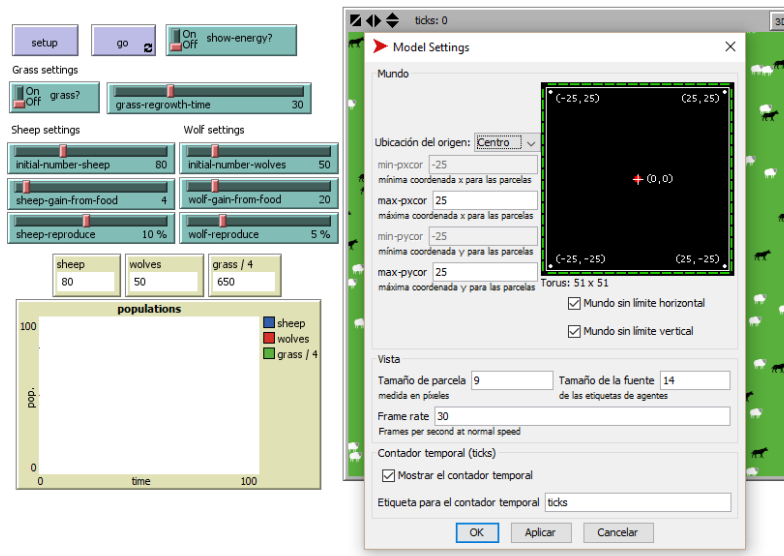 setup
go
On
Off
show-energy?
Grass settings
On
Off
grass?
grass-regrowth-time 30
Sheep settings
Wolf settings
initial-number-sheep 80
initial-number-wolves 50
sheep-gain-from-food 4
wolf-gain-from-food 20
sheep-reproduce 10 %
wolf-reproduce 5 %
sheep
80
wolves
50
grass / 4
650
populations
100
pop.
0
0
time
100
sheep
wolves
grass / 4
ticks: 0
3D
Model Settings
Mundo
Ubicación del origen: Centro
min-pxcor -25
mínima coordenada x para las parcelas
max-pxcor 25
máxima coordenada x para las parcelas
min-pycor -25
mínima coordenada y para las parcelas
max-pycor 25
máxima coordenada y para las parcelas
(-25,25)
(25,25)
(0,0)
(-25,-25)
(25,-25)
Torus: 51 x 51
Mundo sin límite horizontal
Mundo sin límite vertical
Vista
Tamaño de parcela 9
medida en píxeles
Tamaño de la fuente 14
de las etiquetas de agentes
Frame rate 30
Frames per second at normal speed
Contador temporal (ticks)
Mostrar el contador temporal
Etiqueta para el contador temporal ticks
OK
Aplicar
Cancelar